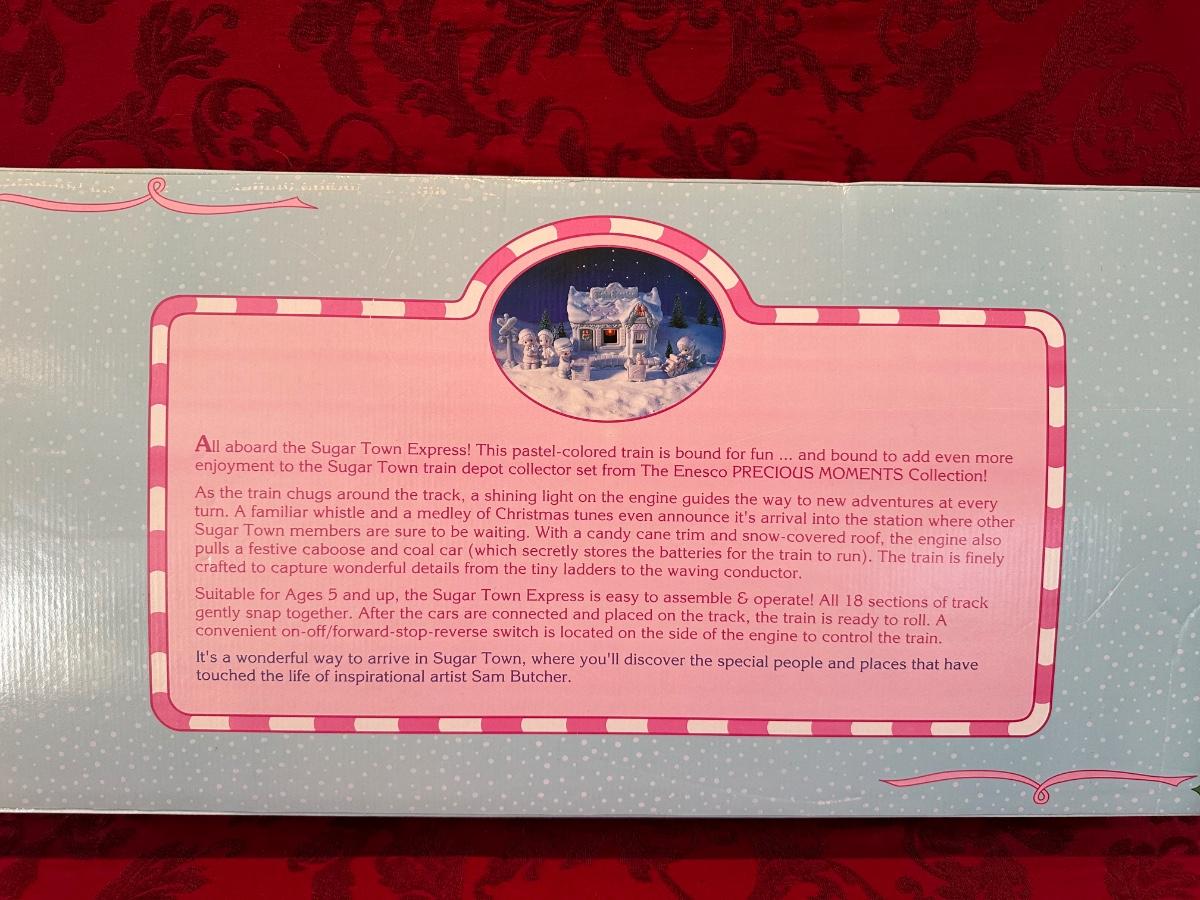 All aboard the Sugar Town Express! This pastel-colored train is bound for fun ... and bound to add even more
enjoyment to the Sugar Town train depot collector set from The Enesco PRECIOUS MOMENTS Collection!
As the train chugs around the track, a shining light on the engine guides the way to new adventures at every
turn. A familiar whistle and a medley of Christmas tunes even announce it's arrival into the station where other
Sugar Town members are sure to be waiting. With a candy cane trim and snow-covered roof, the engine also
pulls a festive caboose and coal car (which secretly stores the batteries for the train to run). The train is finely
crafted to capture wonderful details from the tiny ladders to the waving conductor.
Suitable for Ages 5 and up, the Sugar Town Express is easy to assemble & operate! All 18 sections of track
gently snap together. After the cars are connected and placed on the track, the train is ready to roll. A
convenient on-off/forward-stop-reverse switch is located on the side of the engine to control the train.
It's a wonderful way to arrive in Sugar Town, where you'll discover the special people and places that have
touched the life of inspirational artist Sam Butcher.